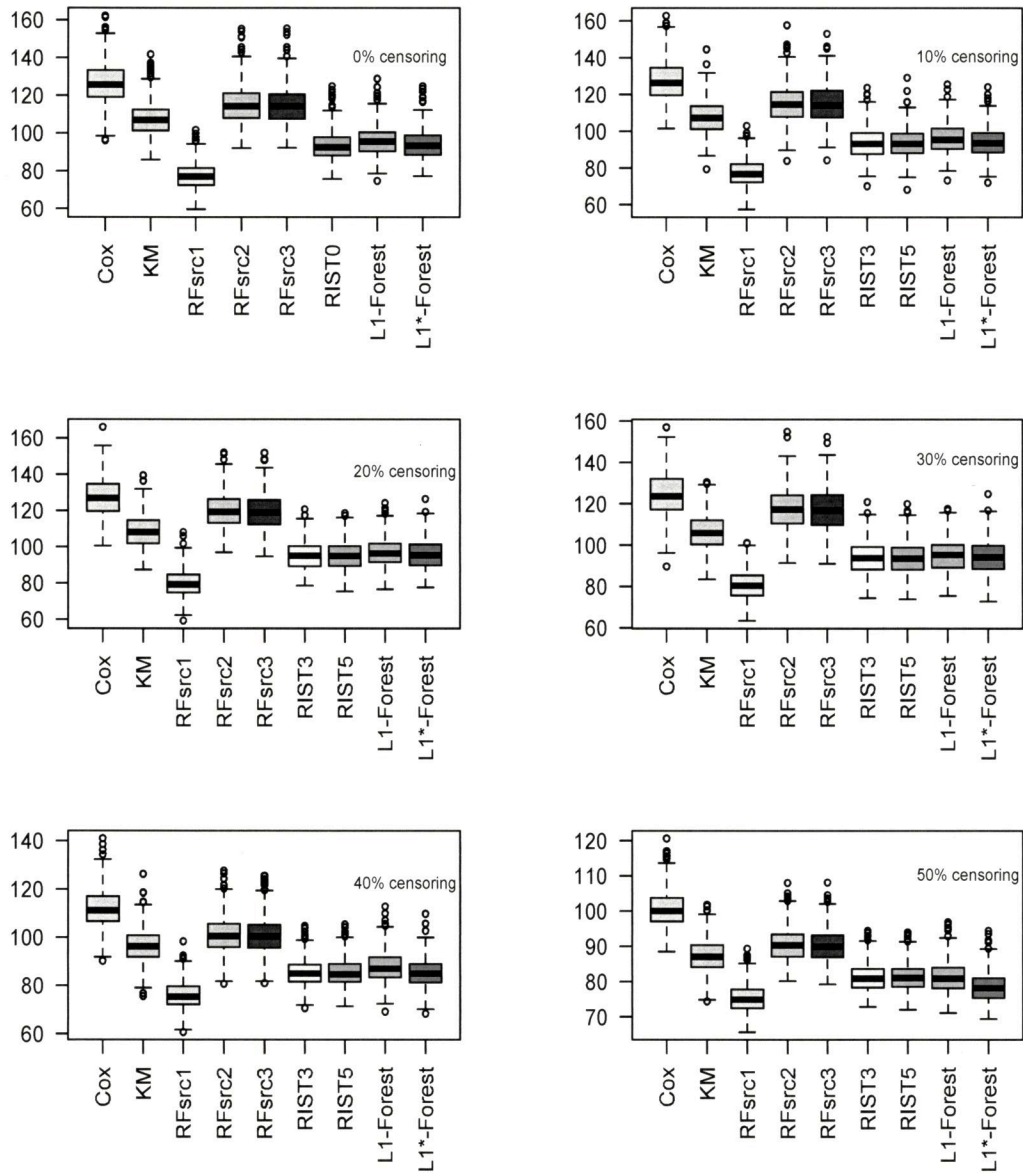 160
140
120
100
80
60
0% censoring
Cox
KM
RFsrc1
RFsrc2
RFsrc3
RIST0
L1-Forest
L1*-Forest
160
140
120
100
80
60
10% censoring
Cox
KM
RFsrc1
RFsrc2
RFsrc3
RIST3
RIST5
L1-Forest
L1*-Forest
160
140
120
100
80
60
20% censoring
Cox
KM
RFsrc1
RFsrc2
RFsrc3
RIST3
RIST5
L1-Forest
L1*-Forest
160
140
120
100
80
60
30% censoring
Cox
KM
RFsrc1
RFsrc2
RFsrc3
RIST3
RIST5
L1-Forest
L1*-Forest
140
120
100
80
60
40% censoring
Cox
KM
RFsrc1
RFsrc2
RFsrc3
RIST3
RIST5
L1-Forest
L1*-Forest
120
110
100
90
80
70
50% censoring
Cox
KM
RFsrc1
RFsrc2
RFsrc3
RIST3
RIST5
L1-Forest
L1*-Forest